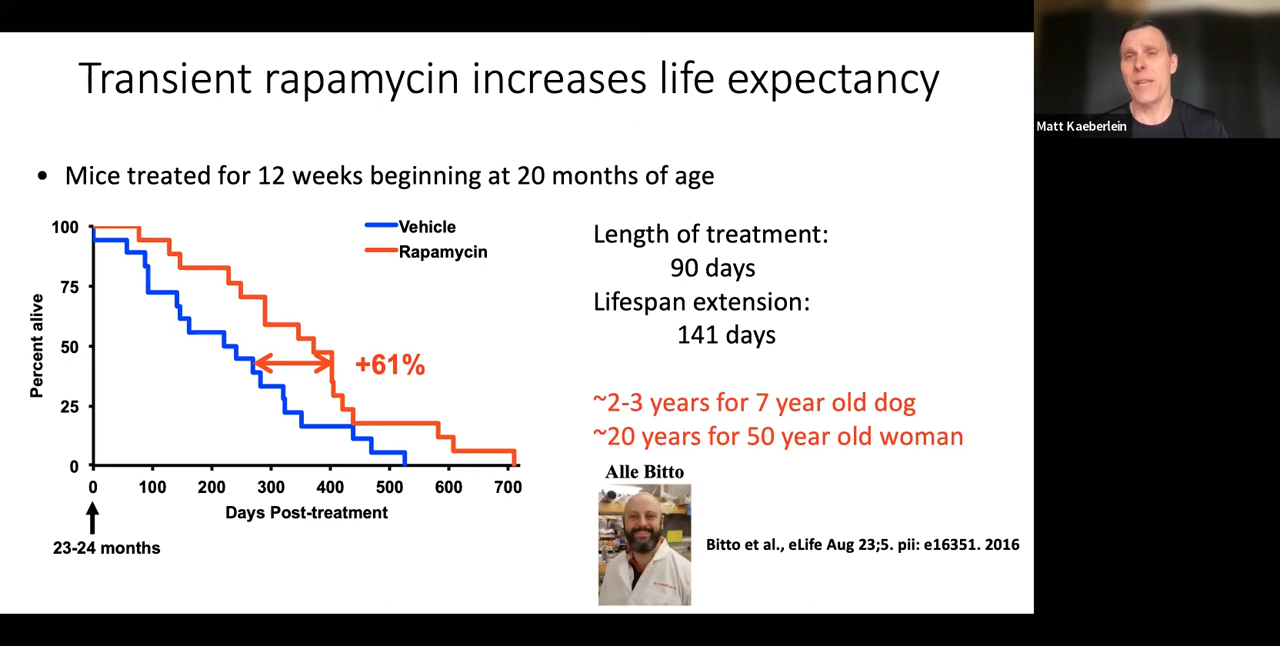 Transient rapamycin increases life expectancy
Matt Kaeberlein
• Mice treated for 12 weeks beginning at 20 months of age
Percent alive
100
75
50
25
0
Vehicle
Rapamycin
+61%
0 100 200 300 400 500 600 700
Days Post-treatment
23-24 months
Length of treatment:
90 days
Lifespan extension:
141 days
~2-3 years for 7 year old dog
~20 years for 50 year old woman
Alle Bitto
Bitto et al., eLife Aug 23;5. pii: e16351. 2016